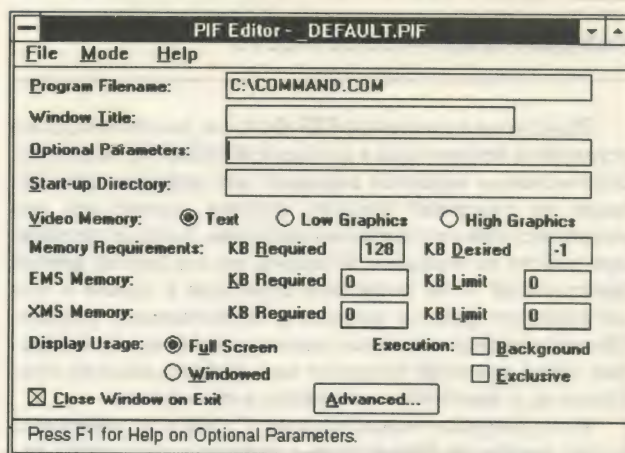 PIF Editor - _DEFAULT.PIF
File Mode Help
Program Filename: C:\COMMAND.COM
Window Title:
Optional Parameters:
Start-up Directory:
Video Memory: Text Low Graphics High Graphics
Memory Requirements: KB Required 128 KB Desired -1
EMS Memory: KB Required 0 KB Limit 0
XMS Memory: KB Required 0 KB Limit 0
Display Usage: Full Screen Execution: Background
Windowed Exclusive
Close Window on Exit Advanced...
Press F1 for Help on Optional Parameters.